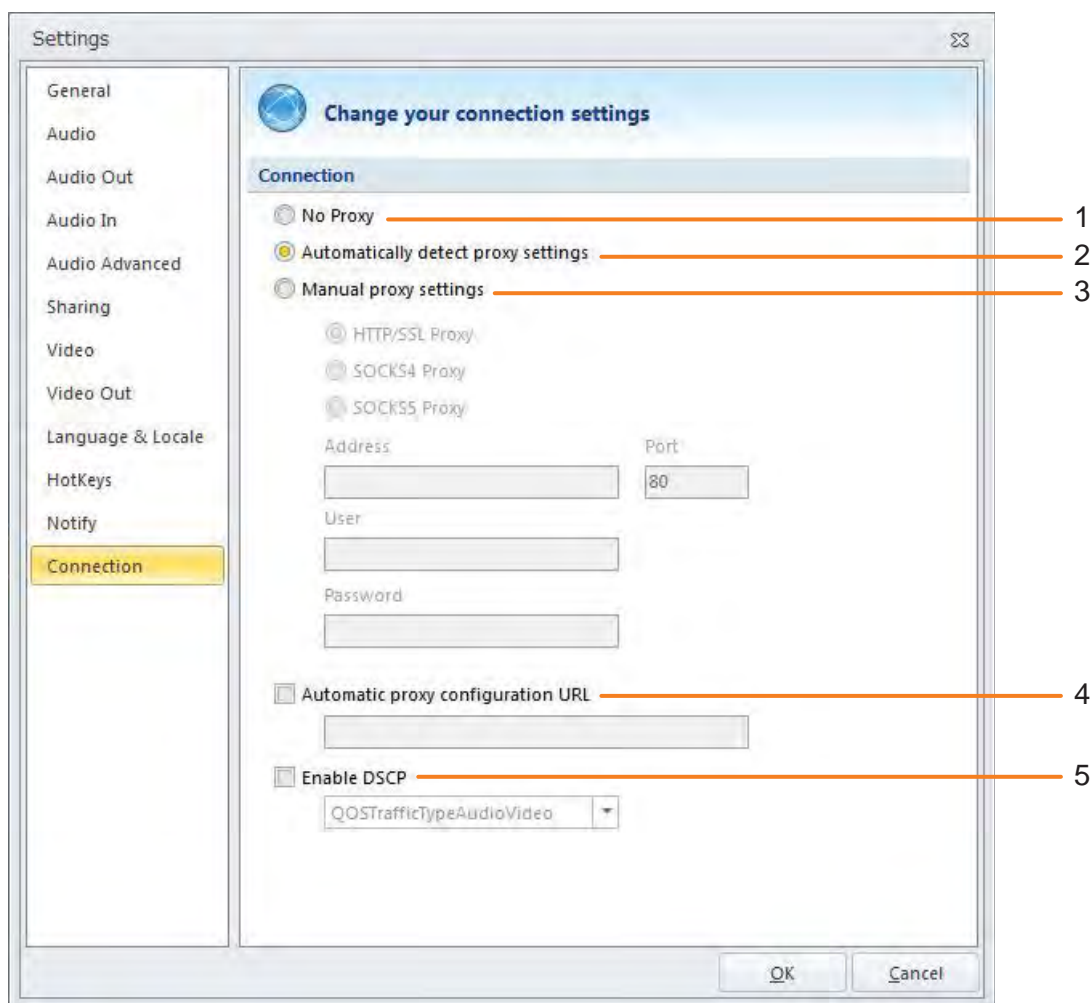 Settings
General
Audio
Audio Out
Audio In
Audio Advanced
Sharing
Video
Video Out
Language & Locale
HotKeys
Notify
Connection
Change your connection settings
Connection
No Proxy 1
Automatically detect proxy settings 2
Manual proxy settings 3
HTTP/SSL Proxy
SOCKS4 Proxy
SOCKS5 Proxy
Address Port
80
User
Password
Automatic proxy configuration URL 4
Enable DSCP 5
QOSTrafficTypeAudioVideo
OK Cancel